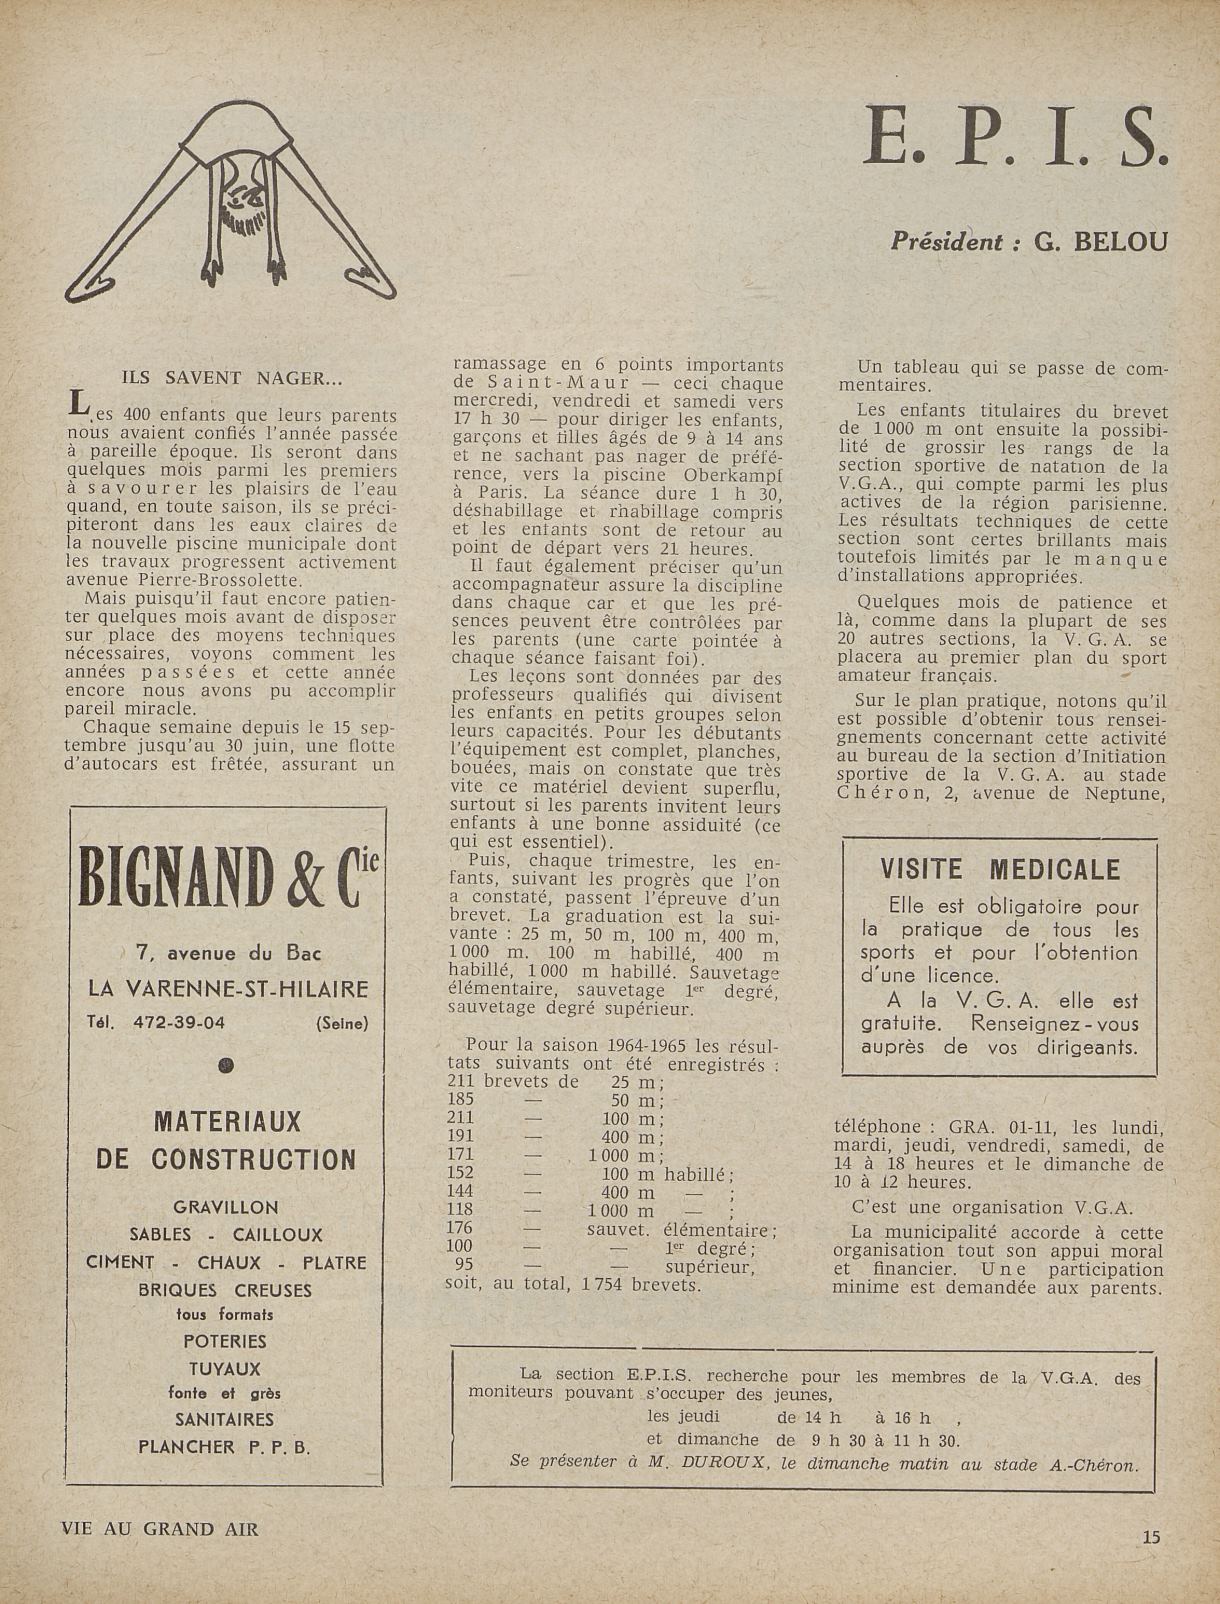 E. P. I. S.
Président : G. BELOU
ILS SAVENT NAGER...
Les 400 enfants que leurs parents
nous avaient confiés l'année passée
à pareille époque. Ils seront dans
quelques mois parmi les premiers
à savourer les plaisirs de l'eau
quand, en toute saison, ils se préci-
piteront dans les eaux claires de
la nouvelle piscine municipale dont
les travaux progressent activement
avenue Pierre-Brossolette.
Mais puisqu'il faut encore patien-
ter quelques mois avant de disposer
sur place des moyens techniques
nécessaires, voyons comment les
années passées et cette année
encore nous avons pu accomplir
pareil miracle.
Chaque semaine depuis le 15 sep-
tembre jusqu'au 30 juin, une flotte
d'autocars est frêtée, assurant un
ramassage en 6 points importants
de Saint-Maur — ceci chaque
mercredi, vendredi et samedi vers
17 h 30 — pour diriger les enfants,
garçons et filles âgés de 9 à 14 ans
et ne sachant pas nager de préfé-
rence, vers la piscine Oberkampf
à Paris. La séance dure 1 h 30,
déshabillage et rhabillage compris
et les enfants sont de retour au
point de départ vers 21 heures.
Il faut également préciser qu'un
accompagnateur assure la discipline
dans chaque car et que les pré-
sences peuvent être contrôlées par
les parents (une carte pointée à
chaque séance faisant foi).
Les leçons sont données par des
professeurs qualifiés qui divisent
les enfants en petits groupes selon
leurs capacités. Pour les débutants
l'équipement est complet, planches,
bouées, mais on constate que très
vite ce matériel devient superflu,
surtout si les parents invitent leurs
enfants à une bonne assiduité (ce
qui est essentiel).
Puis, chaque trimestre, les en-
fants, suivant les progrès que l'on
a constaté, passent l'épreuve d'un
brevet. La graduation est la sui-
vante : 25 m, 50 m, 100 m, 400 m,
1 000 m. 100 m habillé, 400 m
habillé, 1 000 m habillé. Sauvetage
élémentaire, sauvetage 1er degré,
sauvetage degré supérieur.
Pour la saison 1964-1965 les résul-
tats suivants ont été enregistrés :
211 brevets de 25 m ;
185 — 50 m ;
211 — 100 m ;
191 — 400 m ;
171 — 1 000 m ;
152 — 100 m habillé ;
144 — 400 m — ;
118 — 1 000 m — ;
176 — sauvet. élémentaire ;
100 — — 1er degré ;
95 — — supérieur,
soit, au total, 1 754 brevets.
Un tableau qui se passe de com-
mentaires.
Les enfants titulaires du brevet
de 1 000 m ont ensuite la possibi-
lité de grossir les rangs de la
section sportive de natation de la
V.G.A., qui compte parmi les plus
actives de la région parisienne.
Les résultats techniques de cette
section sont certes brillants mais
toutefois limités par le manque
d'installations appropriées.
Quelques mois de patience et
là, comme dans la plupart de ses
20 autres sections, la V. G. A. se
placera au premier plan du sport
amateur français.
Sur le plan pratique, notons qu'il
est possible d'obtenir tous rensei-
gnements concernant cette activité
au bureau de la section d'Initiation
sportive de la V. G. A. au stade
Chéron, 2, avenue de Neptune,
téléphone : GRA. 01-11, les lundi,
mardi, jeudi, vendredi, samedi, de
14 à 18 heures et le dimanche de
10 à 12 heures.
C'est une organisation V.G.A.
La municipalité accorde à cette
organisation tout son appui moral
et financier. Une participation
minime est demandée aux parents.
VISITE MEDICALE
Elle est obligatoire pour
la pratique de tous les
sports et pour l'obtention
d'une licence.
A la V. G. A. elle est
gratuite. Renseignez-vous
auprès de vos dirigeants.
BIGNAND & Cie
7, avenue du Bac
LA VARENNE-ST-HILAIRE
Tél. 472-39-04 (Seine)
MATERIAUX
DE CONSTRUCTION
GRAVILLON
SABLES - CAILLOUX
CIMENT - CHAUX - PLATRE
BRIQUES CREUSES
tous formats
POTERIES
TUYAUX
fonte et grès
SANITAIRES
PLANCHER P. P. B.
La section E.P.I.S. recherche pour les membres de la V.G.A. des
moniteurs pouvant s'occuper des jeunes,
les jeudi de 14 h à 16 h ,
et dimanche de 9 h 30 à 11 h 30.
Se présenter à M. DUROUX, le dimanche matin au stade A.-Chéron.
VIE AU GRAND AIR
15